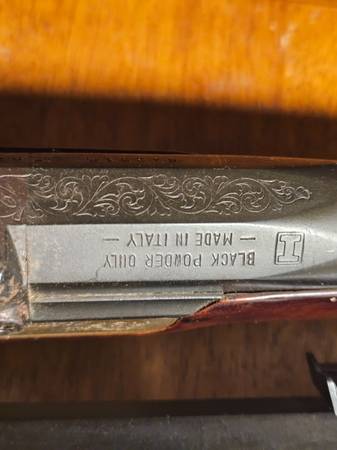 BLACK POWDER ONLY
— MADE IN ITALY —